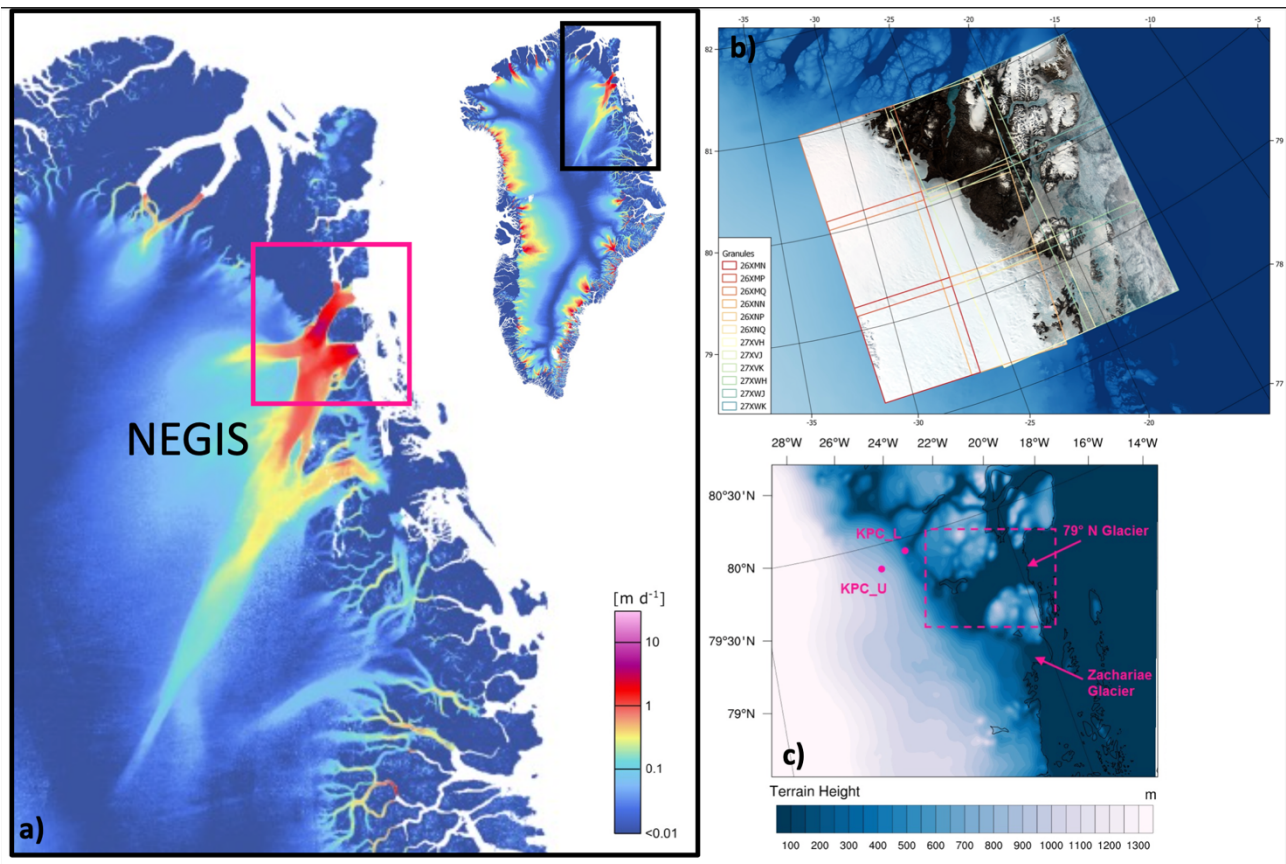 NEGIS
[m d⁻¹]
10
1
0.1
<0.01
a)
-35 -30 -25 -20 -15 -10 -5
b)
82
81
80
79
79
78
77
Granules
26XMN
26XMP
26XMQ
26XNN
26XNP
26XNQ
27XVH
27XVJ
27XVK
27XWH
27XWJ
27XWK
-35 -30 -25 -20
28°W 26°W 24°W 22°W 20°W 18°W 16°W 14°W
80°30'N
80°N
79°30'N
79°N
KPC_L
KPC_U
79° N Glacier
Zachariae
Glacier
c)
Terrain Height m
100 200 300 400 500 600 700 800 900 1000 1100 1200 1300